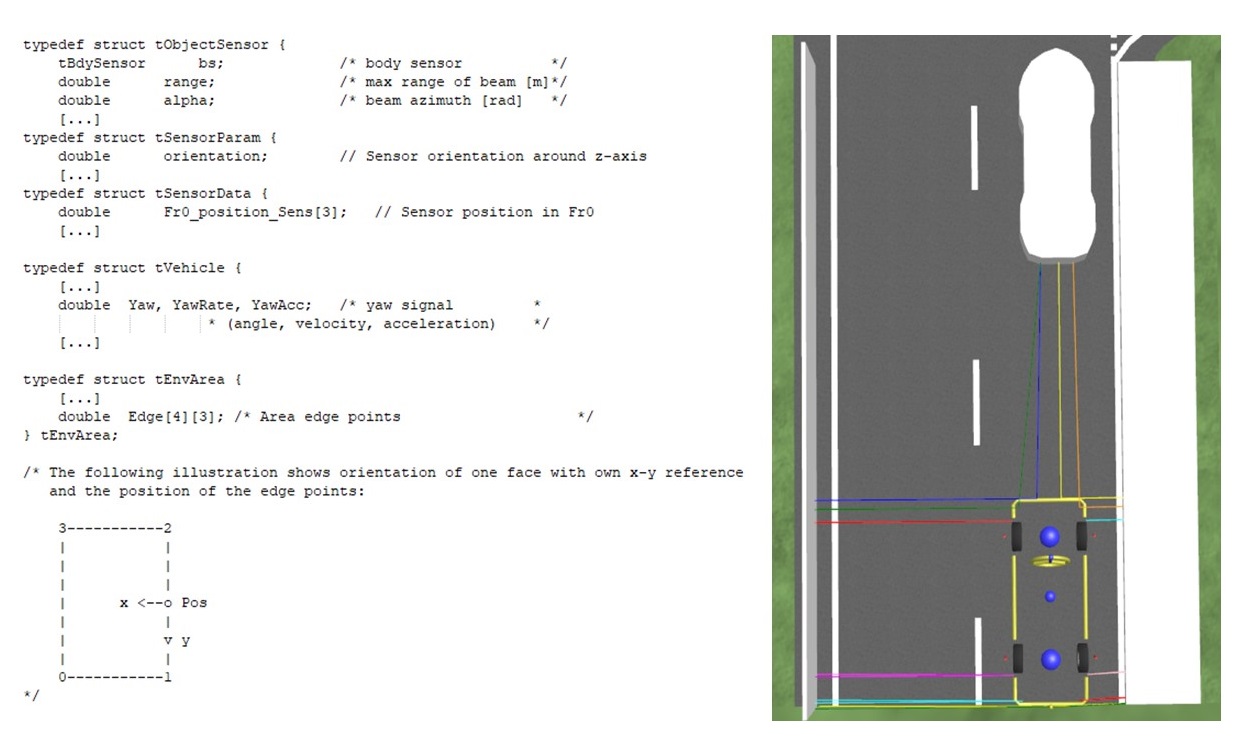 typedef struct tObjectSensor {
    tBdySensor      bs;               /* body sensor          */
    double      range;                /* max range of beam [m]*/
    double      alpha;                /* beam azimuth [rad]   */
    [...]
typedef struct tSensorParam {
    double      orientation;          // Sensor orientation around z-axis
    [...]
typedef struct tSensorData {
    double      Fr0_position_Sens[3];   // Sensor position in Fr0
    [...]
typedef struct tVehicle {
    [...]
    double  Yaw, YawRate, YawAcc;   /* yaw signal         *
                     * (angle, velocity, acceleration)    */
    [...]
typedef struct tEnvArea {
    [...]
    double  Edge[4][3]; /* Area edge points                    */
} tEnvArea;
/* The following illustration shows orientation of one face with own x-y reference
   and the position of the edge points:
    3-----------2
    |           |
    |           |
    |           |
    |      x <--o Pos
    |           |
    |           v y
    |           |
    0-----------1
*/